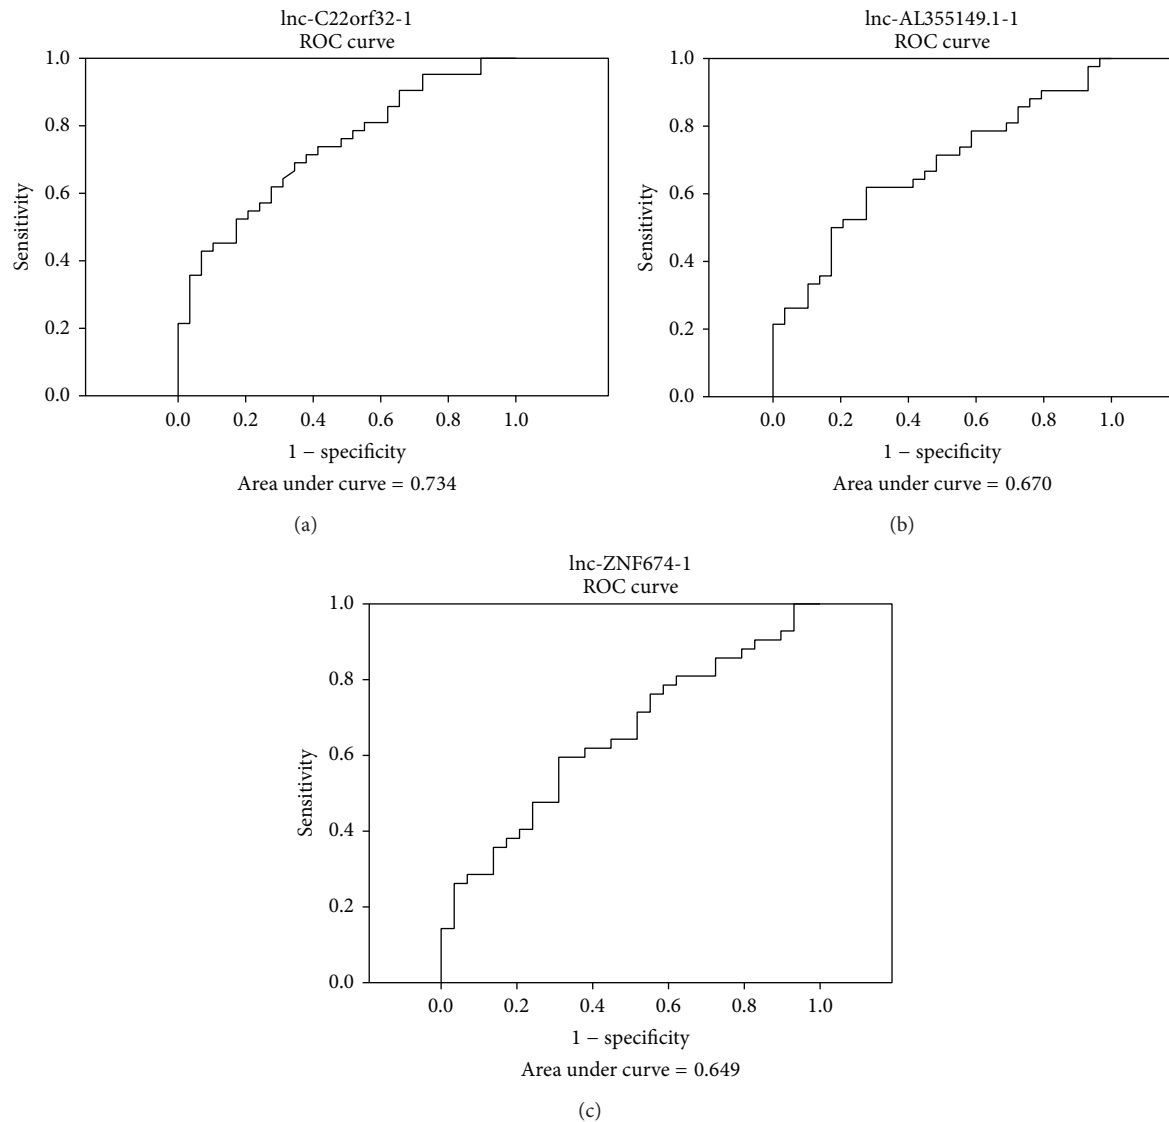 lnc-C22orf32-1
ROC curve
1.0
0.8
0.6
0.4
0.2
0.0
Sensitivity
0.0 0.2 0.4 0.6 0.8 1.0
1 − specificity
Area under curve = 0.734
(a)
lnc-AL355149.1-1
ROC curve
1.0
0.8
0.6
0.4
0.2
0.0
Sensitivity
0.0 0.2 0.4 0.6 0.8 1.0
1 − specificity
Area under curve = 0.670
(b)
lnc-ZNF674-1
ROC curve
1.0
0.8
0.6
0.4
0.2
0.0
Sensitivity
0.0 0.2 0.4 0.6 0.8 1.0
1 − specificity
Area under curve = 0.649
(c)